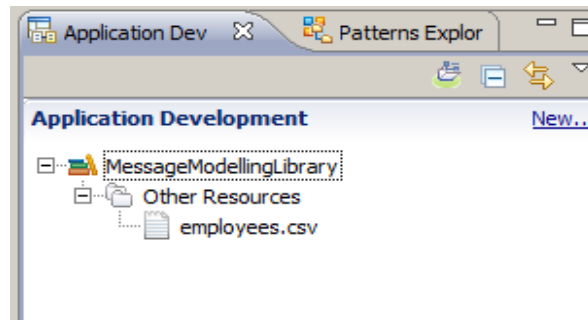 Application Dev Patterns Explor
Application Development New...
MessageModellingLibrary
Other Resources
employees.csv